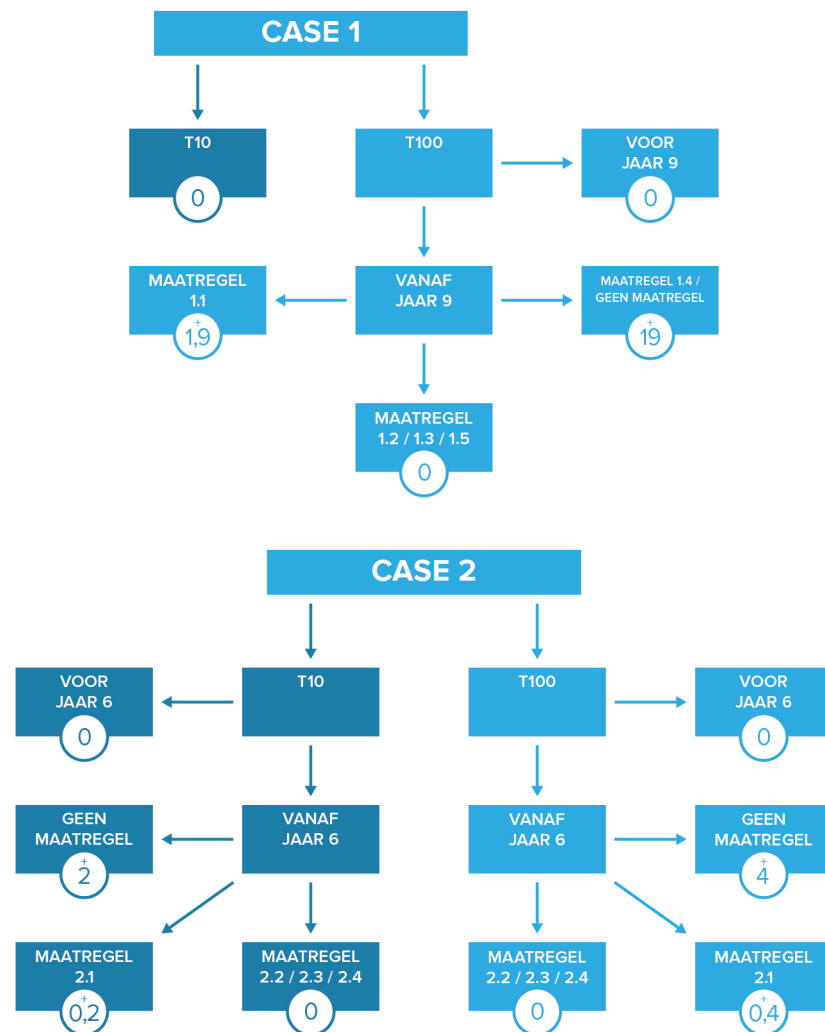 CASE 1
T10
0
T100
VOOR
JAAR 9
0
MAATREGEL
1.1
+
1,9
VANAF
JAAR 9
MAATREGEL 1.4 /
GEEN MAATREGEL
+
19
MAATREGEL
1.2 / 1.3 / 1.5
0
CASE 2
VOOR
JAAR 6
0
T10
T100
VOOR
JAAR 6
0
GEEN
MAATREGEL
+
2
VANAF
JAAR 6
VANAF
JAAR 6
GEEN
MAATREGEL
+
4
MAATREGEL
2.1
+
0,2
MAATREGEL
2.2 / 2.3 / 2.4
0
MAATREGEL
2.2 / 2.3 / 2.4
0
MAATREGEL
2.1
+
0,4